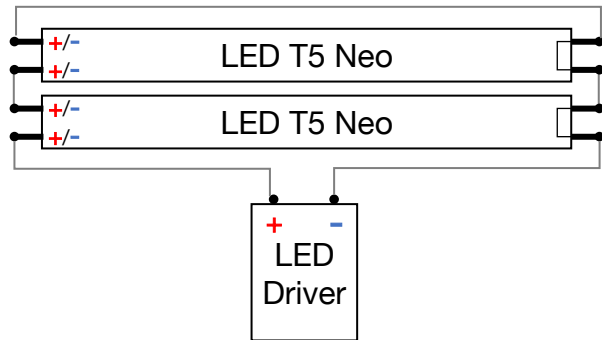 +/-
LED T5 Neo
+/-
+/-
LED T5 Neo
+/-
+ -
LED
Driver